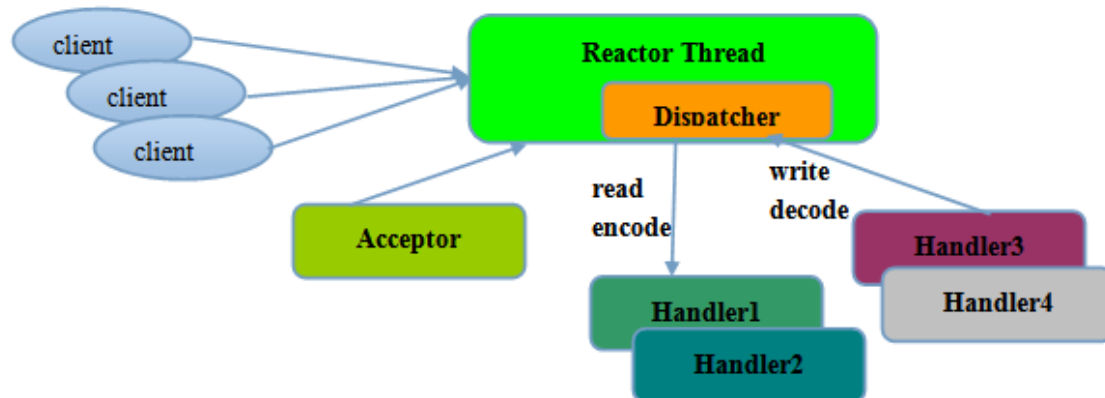 client
client
client
Reactor Thread
Dispatcher
read
encode
write
decode
Acceptor
Handler1
Handler2
Handler3
Handler4